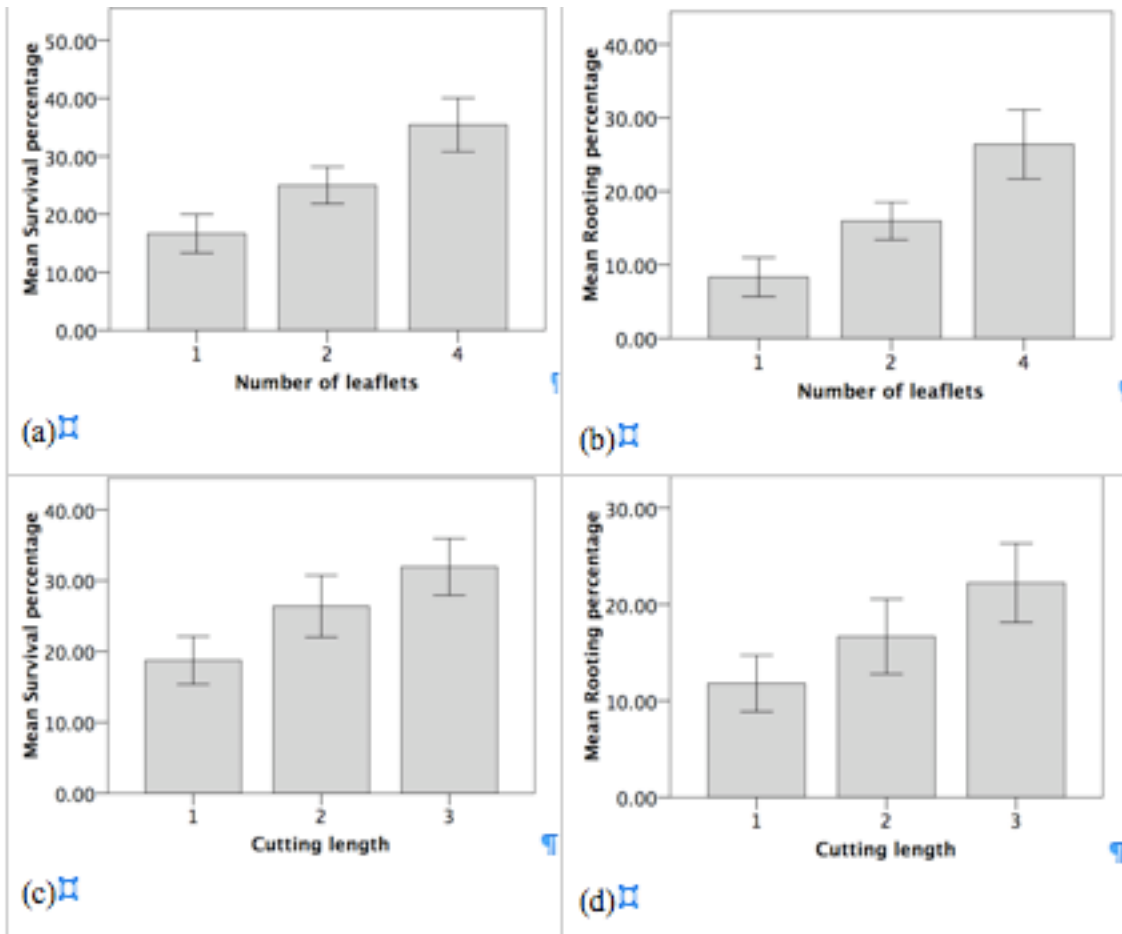 Mean Survival percentage
50.00
40.00
30.00
20.00
10.00
0.00
1 2 4
Number of leaflets ¶
(a)¤
Mean Rooting percentage
40.00
30.00
20.00
10.00
0.00
1 2 4
Number of leaflets ¶
(b)¤
Mean Survival percentage
40.00
30.00
20.00
10.00
0.00
1 2 3
Cutting length ¶
(c)¤
Mean Rooting percentage
30.00
20.00
10.00
0.00
1 2 3
Cutting length ¶
(d)¤